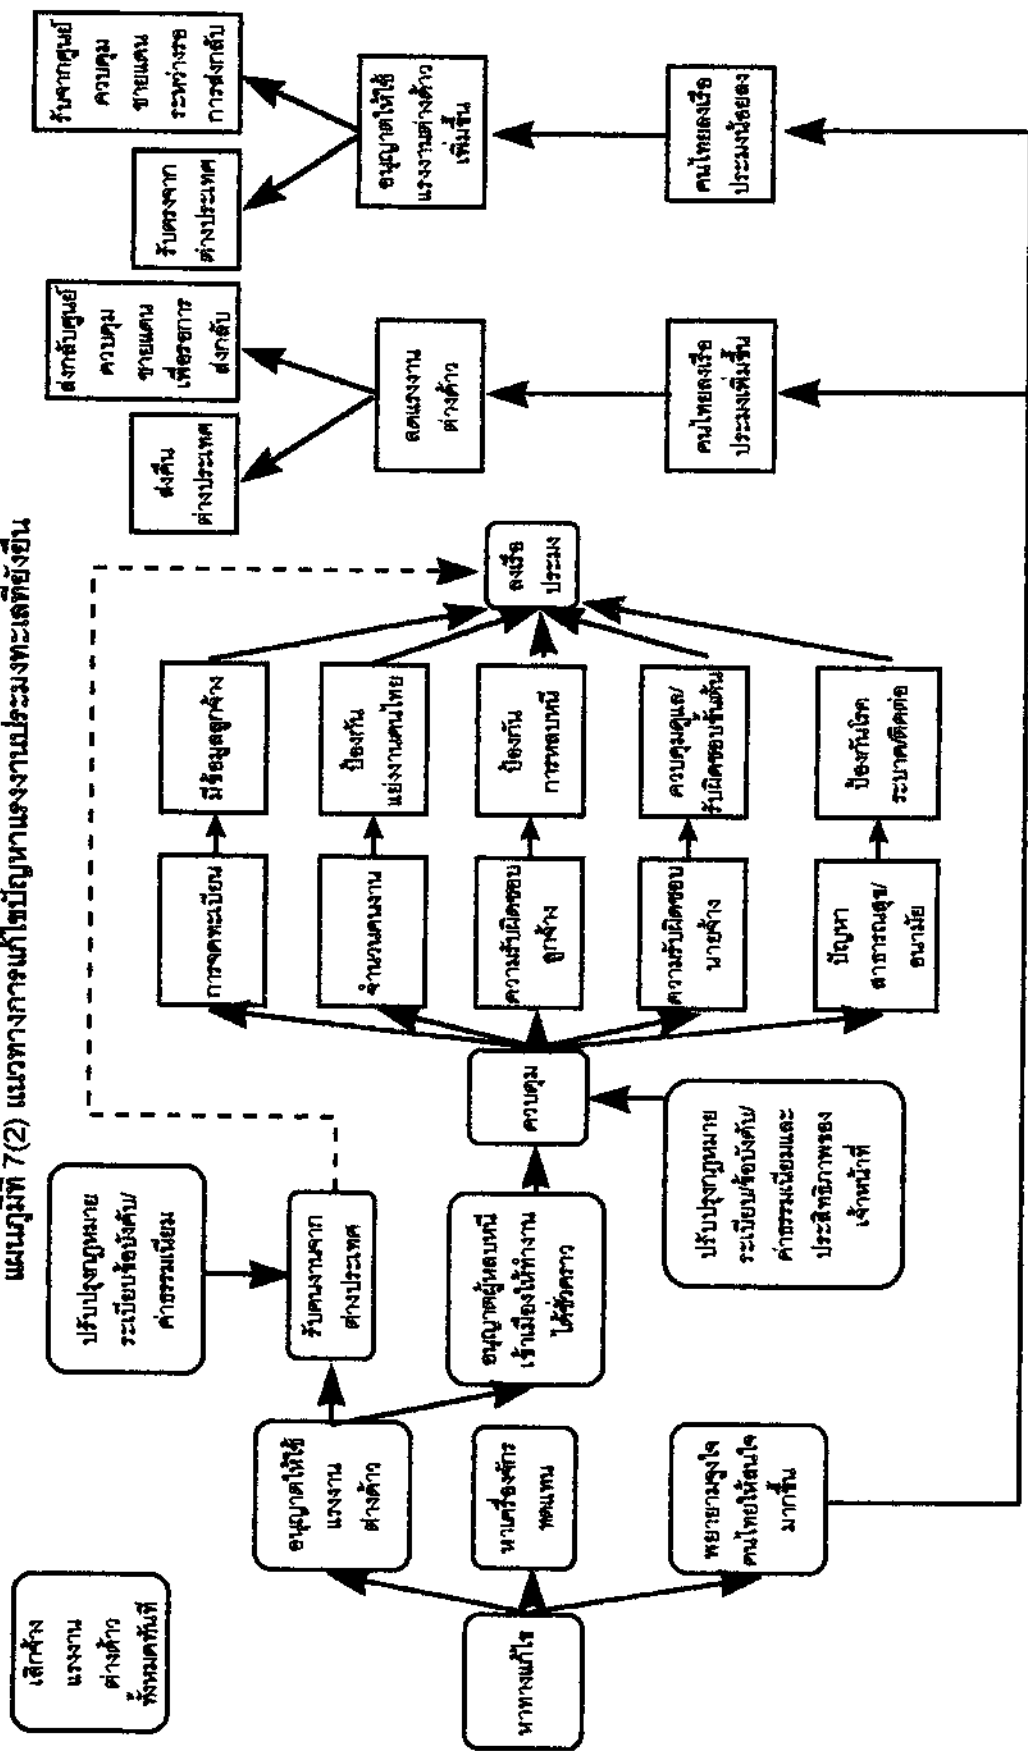 แผนภูมิที่ 7(2) แนวทางการแก้ไขปัญหาแรงงานประมงทะเลที่ยั่งยืน
เลิกจ้าง
แรงงาน
ต่างด้าว
ทั้งหมดทันที
หาทางแก้ไข
อนุญาตให้ใช้
แรงงาน
ต่างด้าว
หาเครื่องจักร
ทดแทน
พยายามจูงใจ
คนไทยให้สนใจ
มากขึ้น
ปรับปรุงกฎหมาย
ระเบียบข้อบังคับ/
ค่าธรรมเนียม
รับคนงานจาก
ต่างประเทศ
อนุญาตผู้หลบหนี
เข้าเมืองให้ทำงาน
ได้ชั่วคราว
ควบคุม
ปรับปรุงกฎหมาย
ระเบียบ/ข้อบังคับ/
ค่าธรรมเนียมและ
ประสิทธิภาพของ
เจ้าหน้าที่
การจดทะเบียน
จำนวนคนงาน
ความรับผิดชอบ
ลูกจ้าง
ความรับผิดชอบ
นายจ้าง
ปัญหา
สาธารณสุข/
อนามัย
มีข้อมูลลูกจ้าง
ป้องกัน
แย่งงานคนไทย
ป้องกัน
การหลบหนี
ควบคุมดูแล/
รับผิดชอบขั้นต้น
ป้องกันโรค
ระบาด/ติดต่อ
ลงเรือ
ประมง
ส่งคืน
ต่างประเทศ
ส่งกลับศูนย์
ควบคุม
ชายแดน
เพื่อรอการ
ส่งกลับ
ลดแรงงาน
ต่างด้าว
คนไทยลงเรือ
ประมงเพิ่มขึ้น
รับตรงจาก
ต่างประเทศ
รับจากศูนย์
ควบคุม
ชายแดน
ระหว่างรอ
การส่งกลับ
อนุญาตให้ใช้
แรงงานต่างด้าว
เพิ่มขึ้น
คนไทยลงเรือ
ประมงน้อยลง